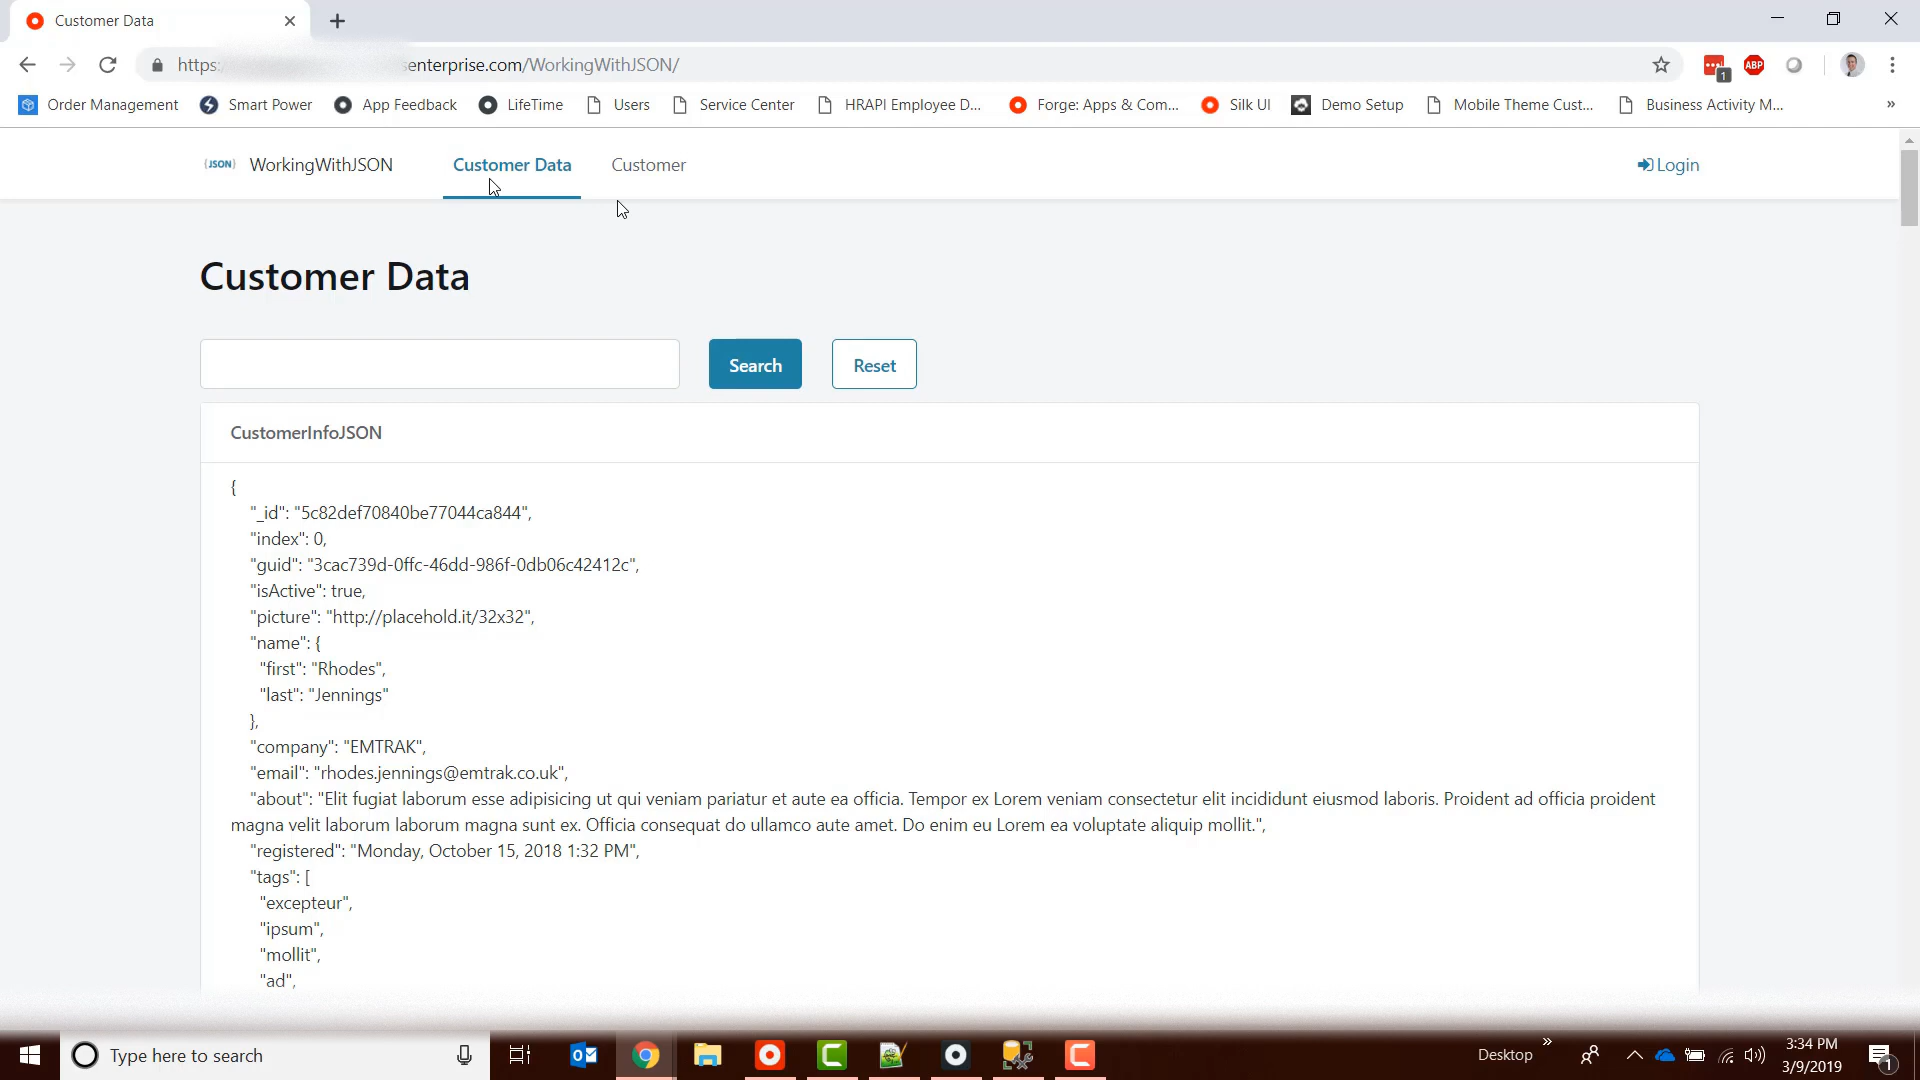 Customer Data
https:
senterprise.com/WorkingWithJSON/
1
ABP
Order Management
Smart Power
App Feedback
LifeTime
Users
Service Center
HRAPI Employee D...
Forge: Apps & Com...
Silk UI
Demo Setup
Mobile Theme Cust...
Business Activity M...
»
{JSON}
WorkingWithJSON
Customer Data
Customer
Login
Customer Data
Search
Reset
CustomerInfoJSON
{
"_id": "5c82def70840be77044ca844",
"index": 0,
"guid": "3cac739d-0ffc-46dd-986f-0db06c42412c",
"isActive": true,
"picture": "http://placehold.it/32x32",
"name": {
"first": "Rhodes",
"last": "Jennings"
},
"company": "EMTRAK",
"email": "rhodes.jennings@emtrak.co.uk",
"about": "Elit fugiat laborum esse adipisicing ut qui veniam pariatur et aute ea officia. Tempor ex Lorem veniam consectetur elit incididunt eiusmod laboris. Proident ad officia proident
magna velit laborum laborum magna sunt ex. Officia consequat do ullamco aute amet. Do enim eu Lorem ea voluptate aliquip mollit.",
"registered": "Monday, October 15, 2018 1:32 PM",
"tags": [
"excepteur",
"ipsum",
"mollit",
"ad",
Type here to search
Desktop
»
3:34 PM
3/9/2019
1